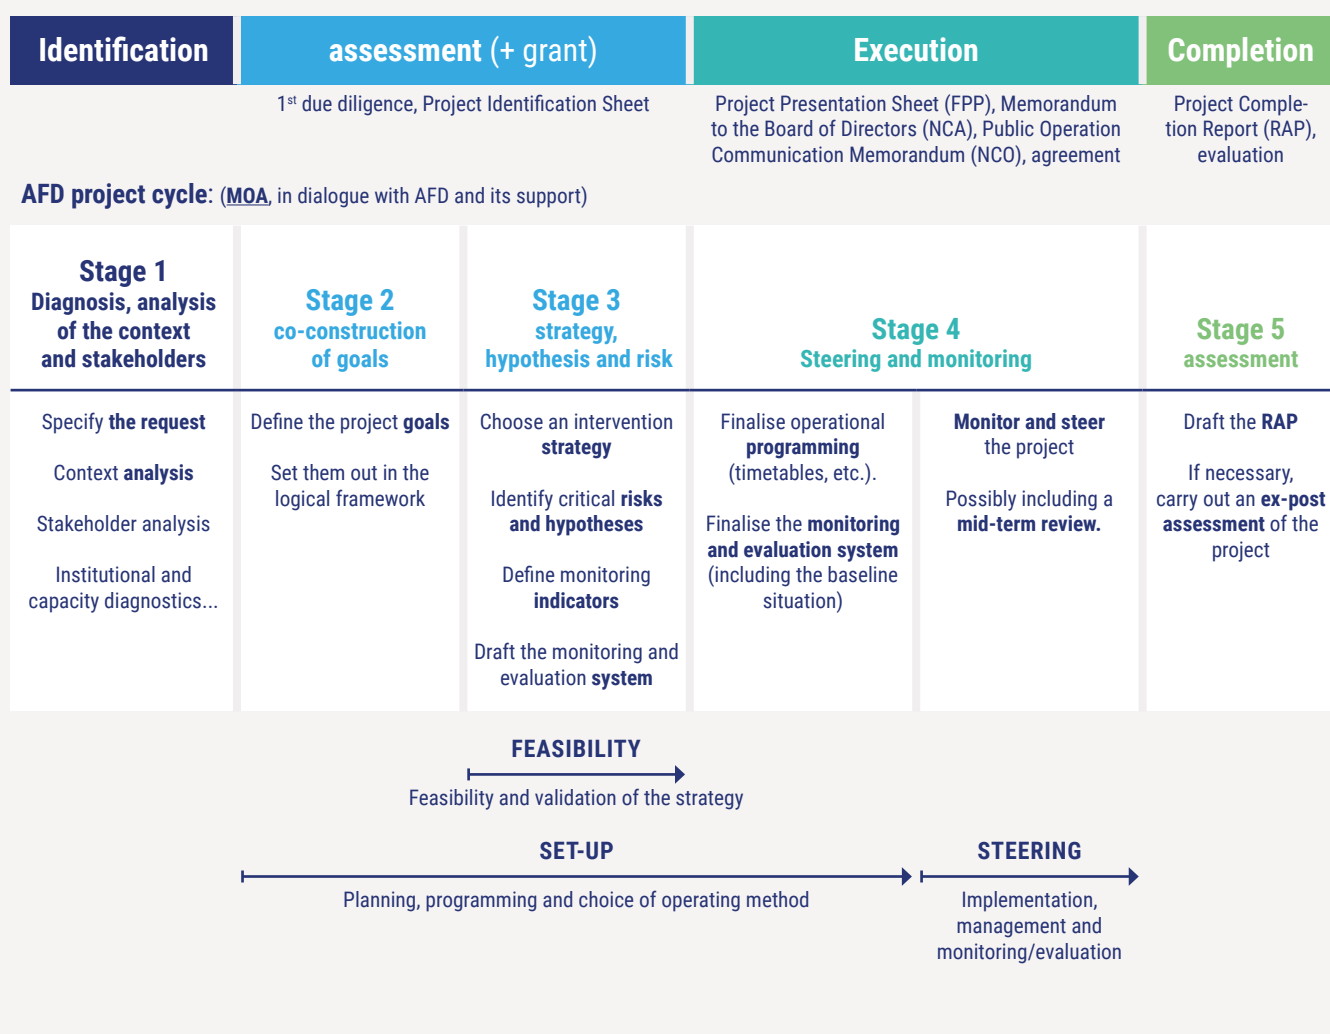 Identification
assessment (+ grant)
Execution
Completion
1st due diligence, Project Identification Sheet
Project Presentation Sheet (FPP), Memorandum
to the Board of Directors (NCA), Public Operation
Communication Memorandum (NCO), agreement
Project Comple-
tion Report (RAP),
evaluation
AFD project cycle: (MOA, in dialogue with AFD and its support)
Stage 1
Diagnosis, analysis
of the context
and stakeholders
Stage 2
co-construction
of goals
Stage 3
strategy,
hypothesis and risk
Stage 4
Steering and monitoring
Stage 5
assessment
Specify the request
Context analysis
Stakeholder analysis
Institutional and
capacity diagnostics...
Define the project goals
Set them out in the
logical framework
Choose an intervention
strategy
Identify critical risks
and hypotheses
Define monitoring
indicators
Draft the monitoring and
evaluation system
Finalise operational
programming
(timetables, etc.).
Finalise the monitoring
and evaluation system
(including the baseline
situation)
Monitor and steer
the project
Possibly including a
mid-term review.
Draft the RAP
If necessary,
carry out an ex-post
assessment of the
project
FEASIBILITY
Feasibility and validation of the strategy
SET-UP
Planning, programming and choice of operating method
STEERING
Implementation,
management and
monitoring/evaluation